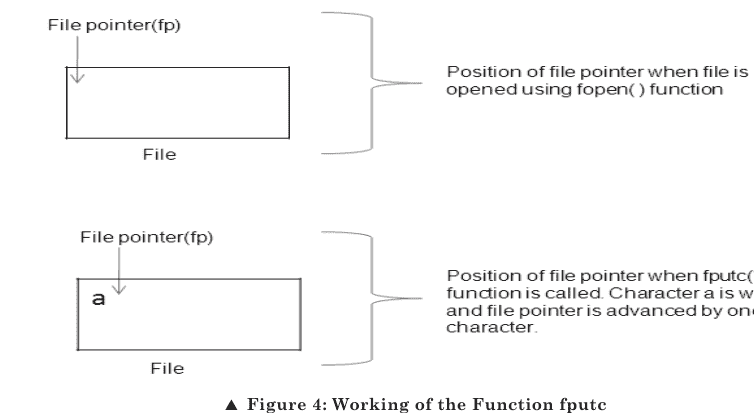 File pointer(fp)
Position of file pointer when file is
opened using fopen( ) function
File
File pointer(fp)
a
Position of file pointer when fputc(
function is called. Character a is w
and file pointer is advanced by one
character.
File
▲ Figure 4: Working of the Function fputc